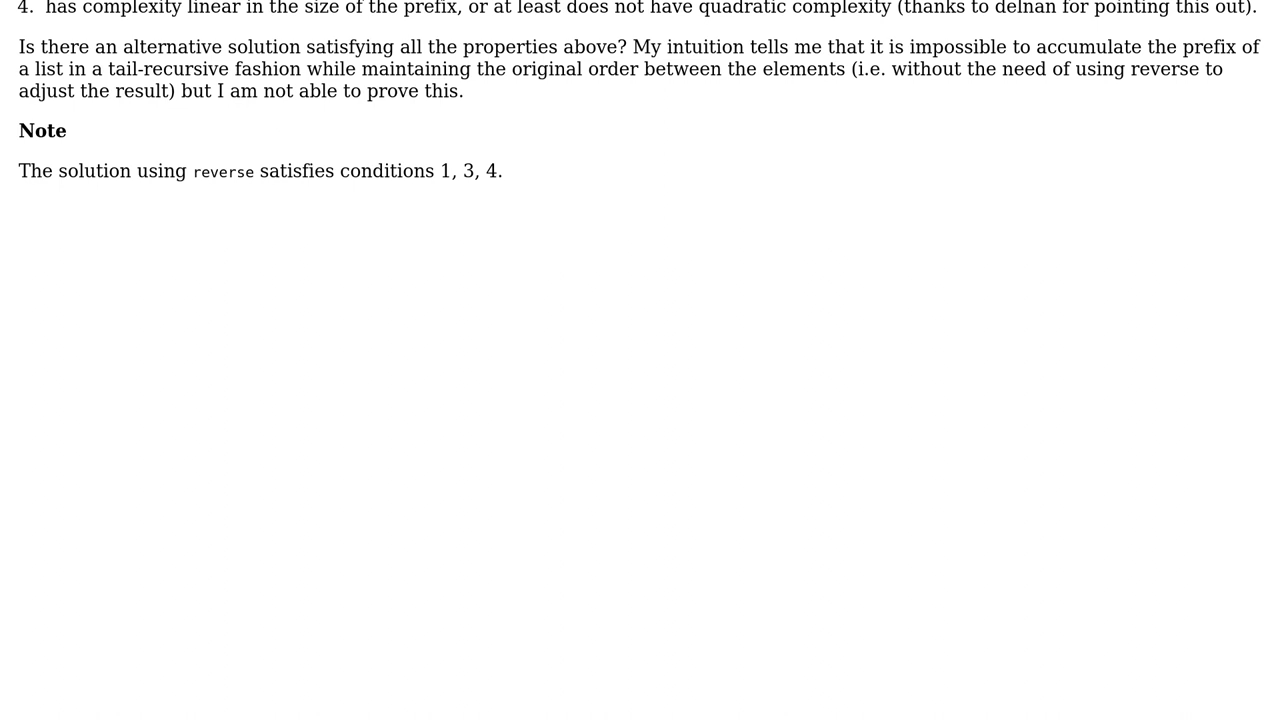 4. has complexity linear in the size of the prefix, or at least does not have quadratic complexity (thanks to delnan for pointing this out).
Is there an alternative solution satisfying all the properties above? My intuition tells me that it is impossible to accumulate the prefix of
a list in a tail-recursive fashion while maintaining the original order between the elements (i.e. without the need of using reverse to
adjust the result) but I am not able to prove this.
Note
The solution using reverse satisfies conditions 1, 3, 4.